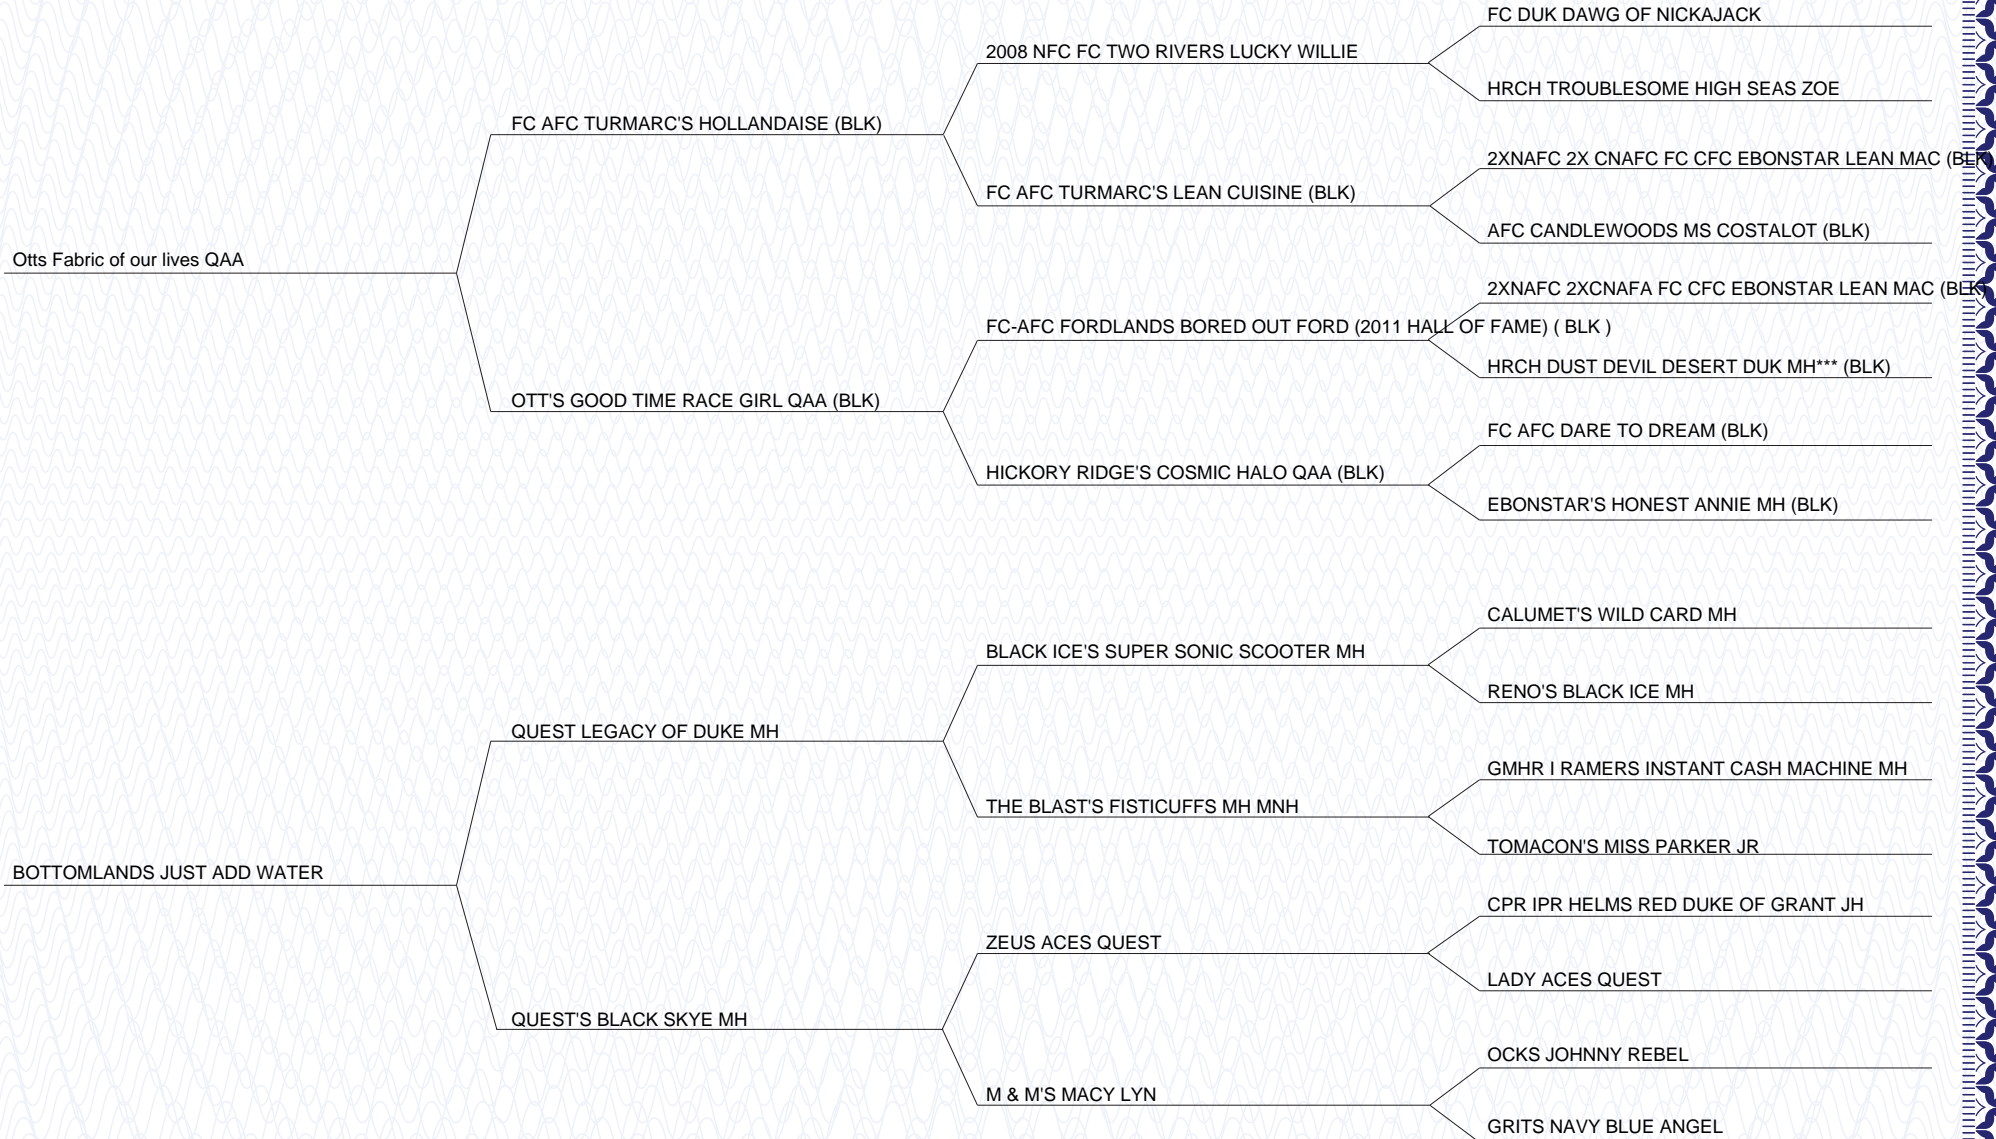 FC DUK DAWG OF NICKAJACK
2008 NFC FC TWO RIVERS LUCKY WILLIE
HRCH TROUBLESOME HIGH SEAS ZOE
FC AFC TURMARC'S HOLLANDAISE (BLK)
2XNAFC 2X CNAFC FC CFC EBONSTAR LEAN MAC (BLK)
FC AFC TURMARC'S LEAN CUISINE (BLK)
AFC CANDLEWOODS MS COSTALOT (BLK)
Otts Fabric of our lives QAA
2XNAFC 2XCNAFA FC CFC EBONSTAR LEAN MAC (BLK)
FC-AFC FORDLANDS BORED OUT FORD (2011 HALL OF FAME) ( BLK )
HRCH DUST DEVIL DESERT DUK MH*** (BLK)
OTT'S GOOD TIME RACE GIRL QAA (BLK)
FC AFC DARE TO DREAM (BLK)
HICKORY RIDGE'S COSMIC HALO QAA (BLK)
EBONSTAR'S HONEST ANNIE MH (BLK)
CALUMET'S WILD CARD MH
BLACK ICE'S SUPER SONIC SCOOTER MH
RENO'S BLACK ICE MH
QUEST LEGACY OF DUKE MH
GMHR I RAMERS INSTANT CASH MACHINE MH
THE BLAST'S FISTICUFFS MH MNH
TOMACON'S MISS PARKER JR
BOTTOMLANDS JUST ADD WATER
CPR IPR HELMS RED DUKE OF GRANT JH
ZEUS ACES QUEST
LADY ACES QUEST
QUEST'S BLACK SKYE MH
OCKS JOHNNY REBEL
M & M'S MACY LYN
GRITS NAVY BLUE ANGEL